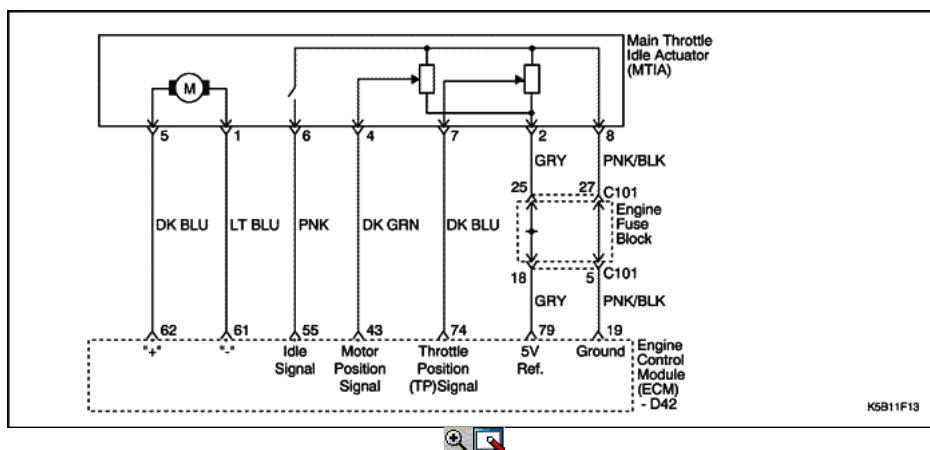 Main Throttle
Idle Actuator
(MTIA)
M
5
1
6
4
7
2
8
GRY
PNK/BLK
25
27
C101
DK BLU
LT BLU
PNK
DK GRN
DK BLU
Engine
Fuse
Block
18
5
C101
GRY
PNK/BLK
62
61
55
43
74
79
19
"+"
"-"
Idle
Signal
Motor
Position
Signal
Throttle
Position
(TP)Signal
5V
Ref.
Ground
Engine
Control
Module
(ECM)
- D42
K5B11F13